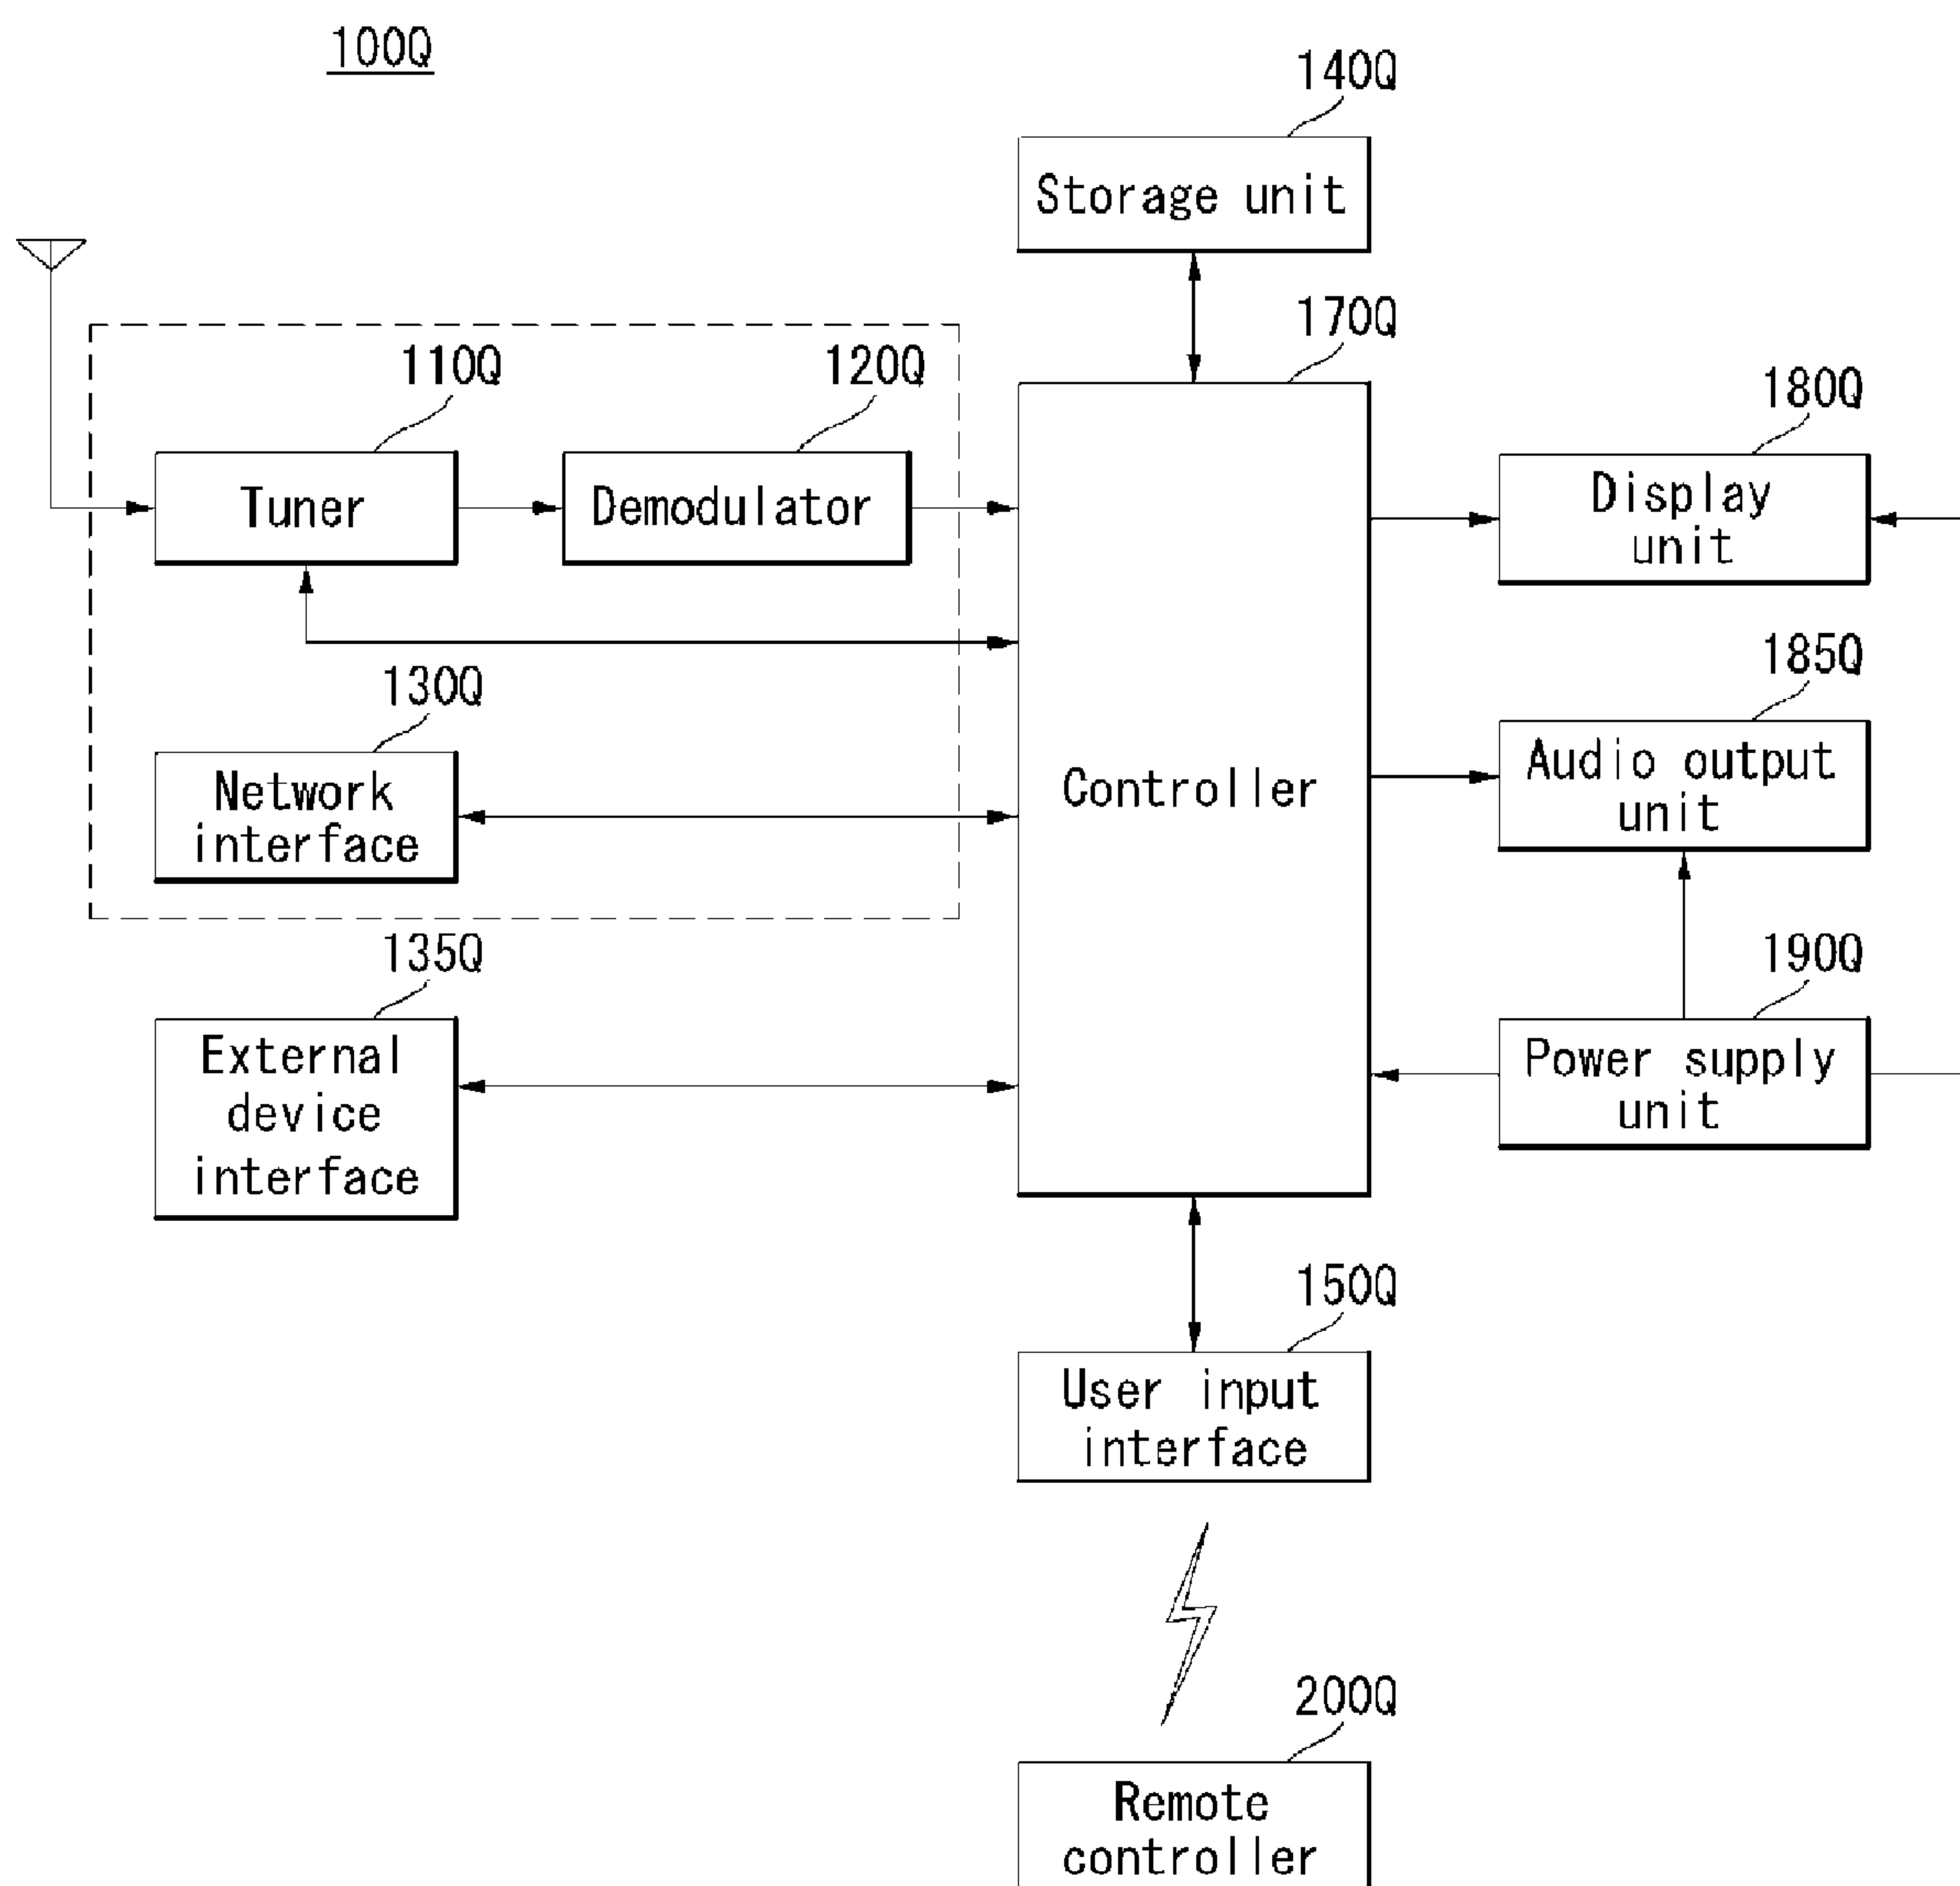 100Q
140Q
Storage unit
170Q
110Q
120Q
180Q
Tuner
Demodulator
Display
unit
130Q
185Q
Network
interface
Controller
Audio output
unit
135Q
190Q
External
device
interface
Power supply
unit
150Q
User input
interface
200Q
Remote
controller